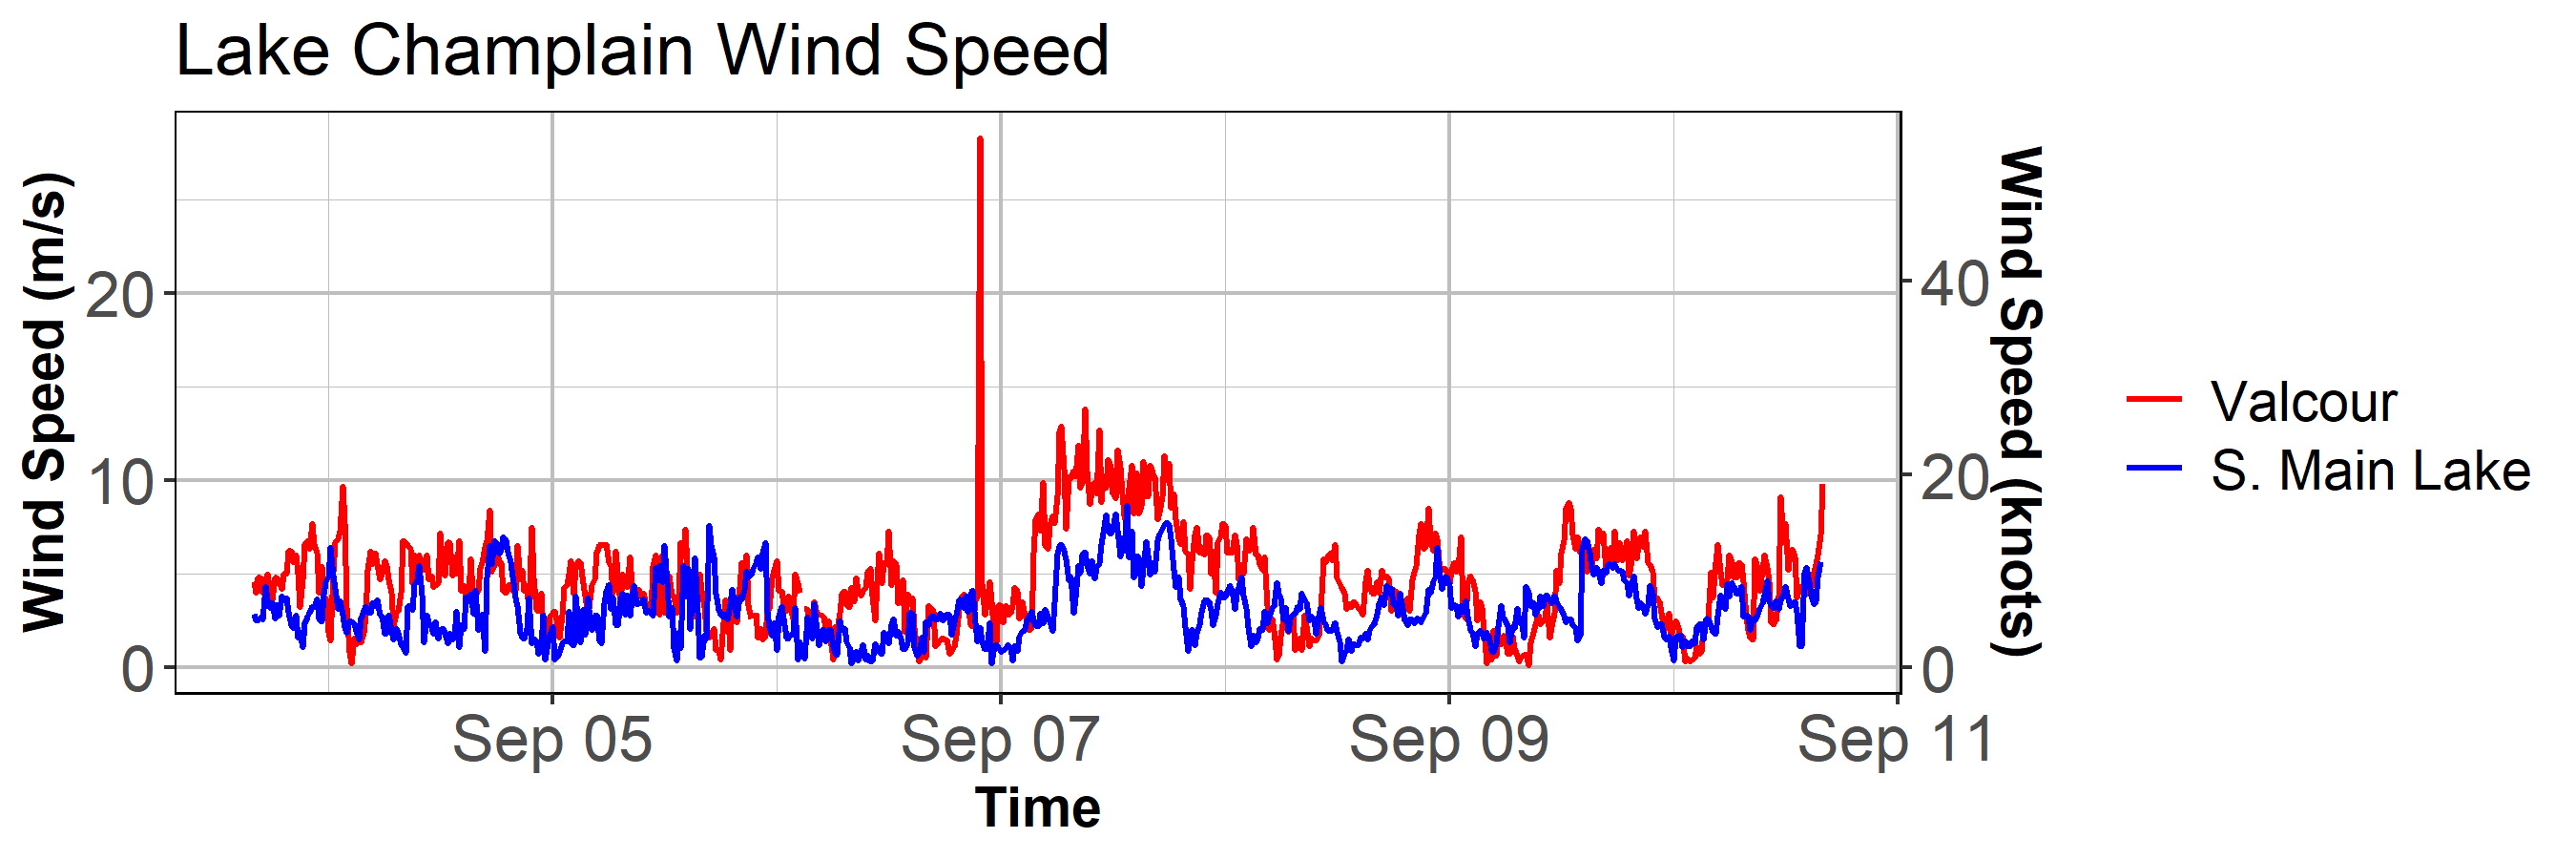 Lake Champlain Wind Speed
Wind Speed (m/s)
20
10
0
40
20
0
Wind Speed (knots)
Sep 05
Sep 07
Sep 09
Sep 11
Time
Valcour
S. Main Lake